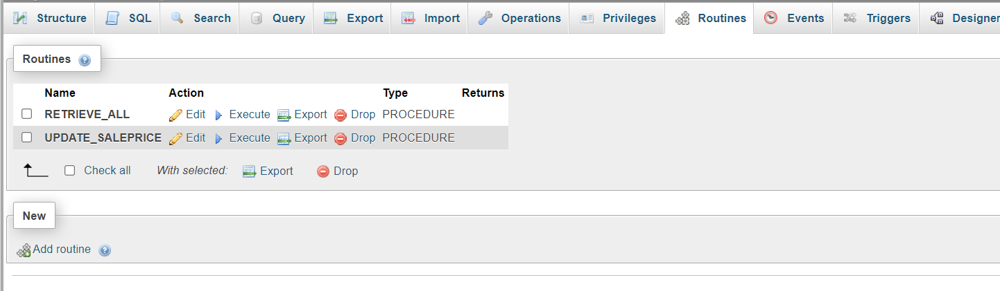 Structure SQL Search Query Export Import Operations Privileges Routines Events Triggers Designer
Routines
Name Action Type Returns
RETRIEVE_ALL Edit Execute Export Drop PROCEDURE
UPDATE_SALEPRICE Edit Execute Export Drop PROCEDURE
Check all With selected: Export Drop
New
Add routine